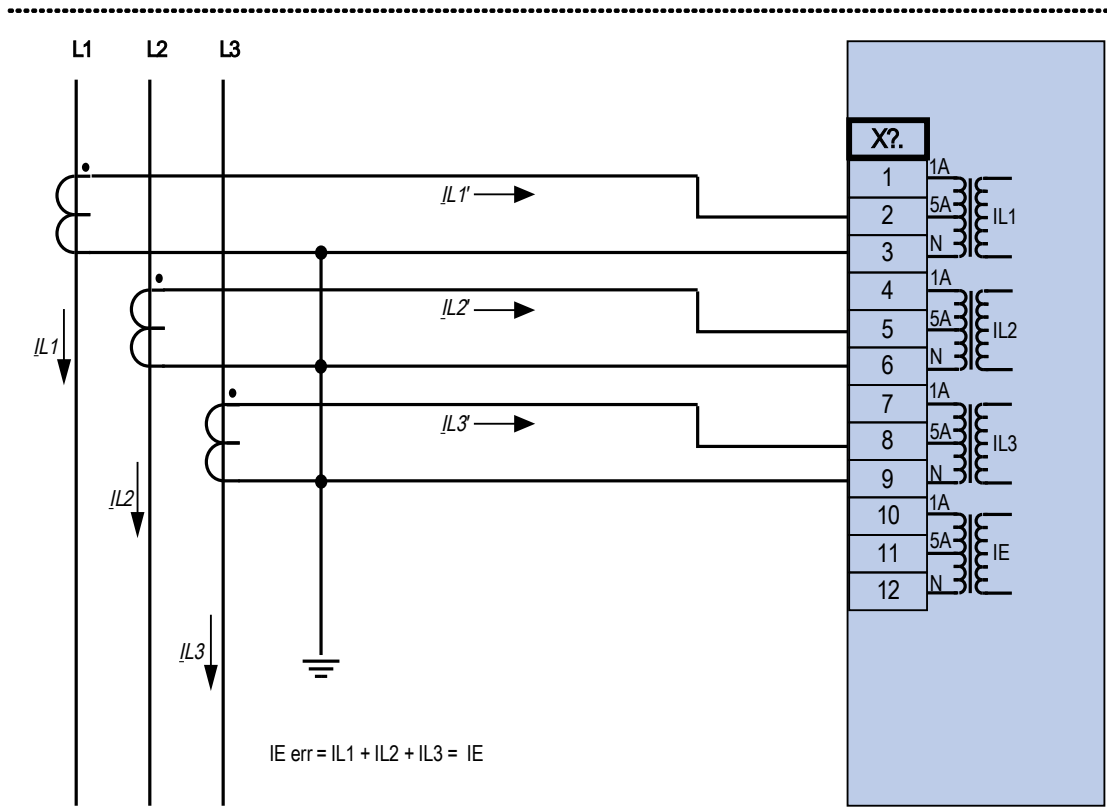 L1 L2 L3
X?.
1 1A
IL1'
2 5A IL1
3 N
4 1A
IL2'
5 5A IL2
IL1
6 N
7 1A
IL3'
8 5A IL3
9 N
IL2
10 1A
11 5A IE
12 N
IL3
IE err = IL1 + IL2 + IL3 = IE